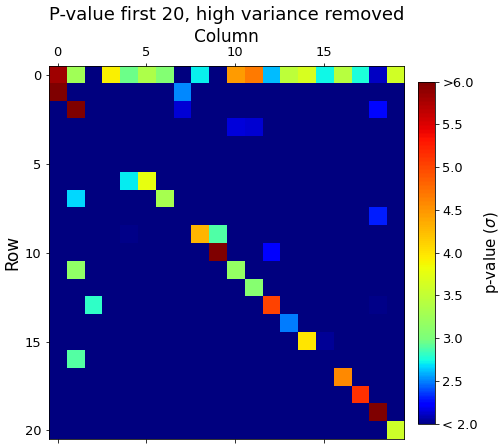 P-value first 20, high variance removed
Column
0 5 10 15
0
5
10
15
20
Row
>6.0
5.5
5.0
4.5
4.0
3.5
3.0
2.5
< 2.0
p-value (σ)